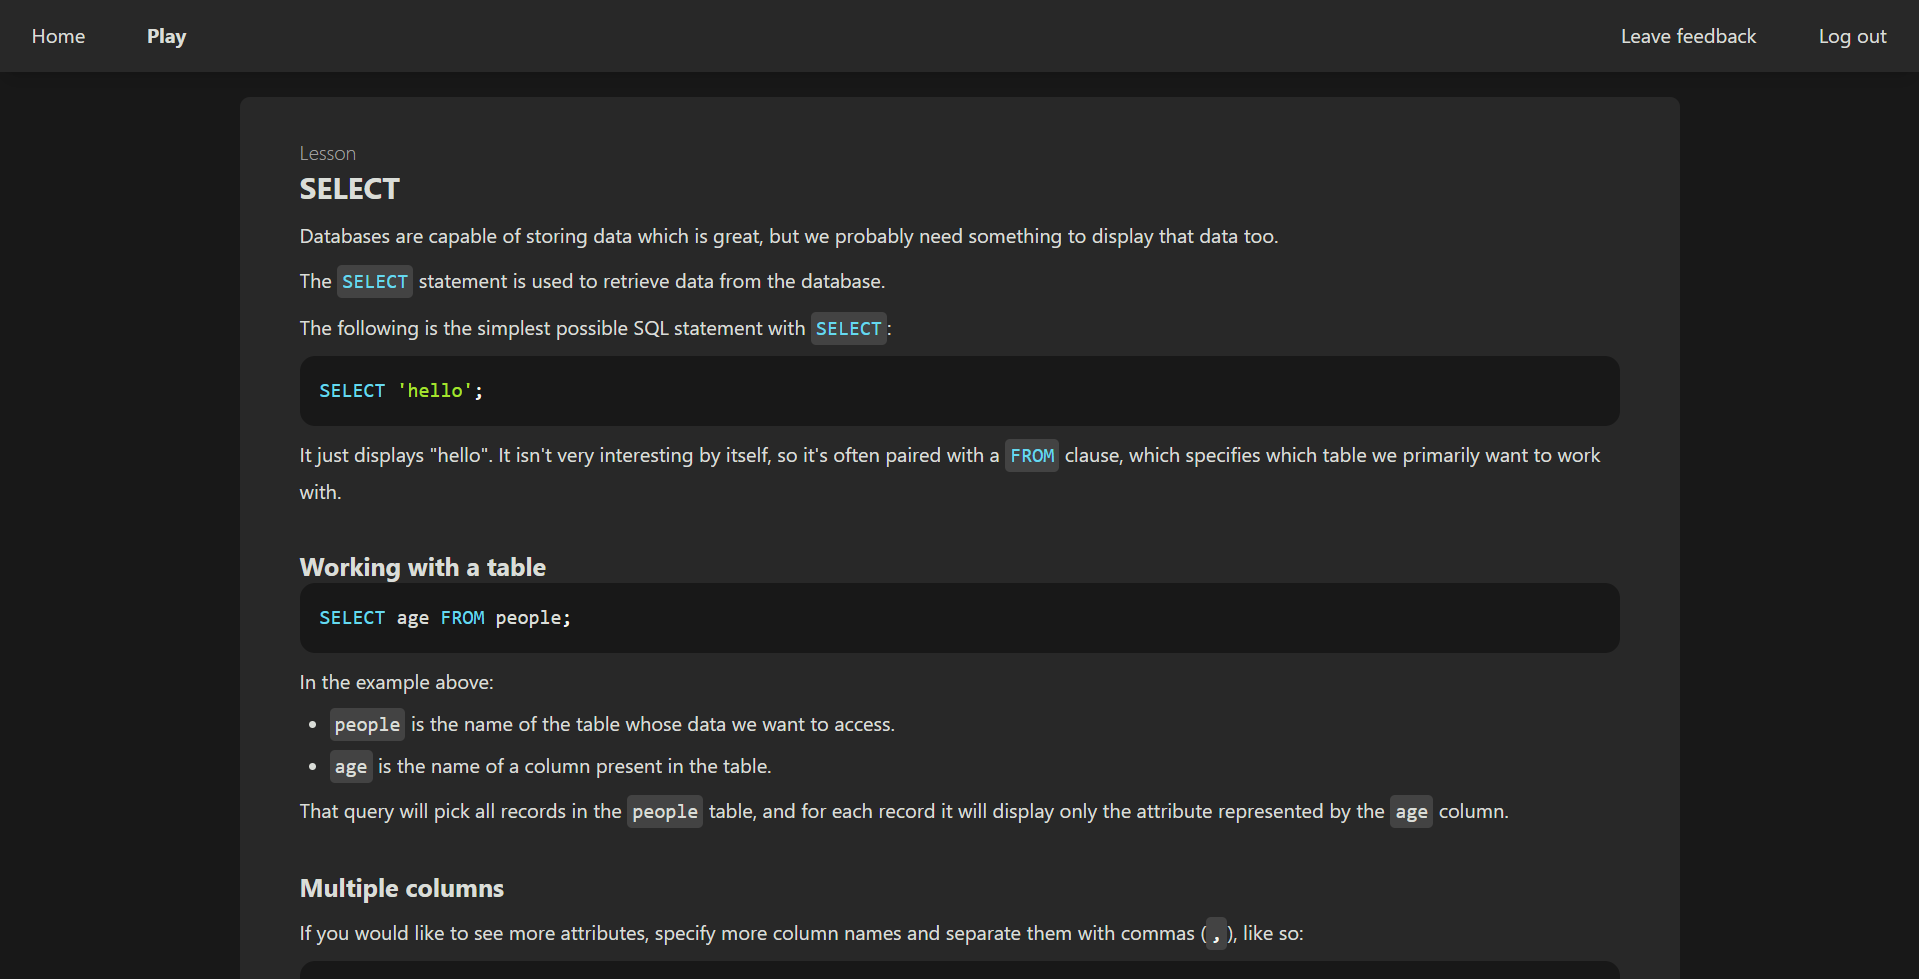 Home Play Leave feedback Log out
Lesson
SELECT
Databases are capable of storing data which is great, but we probably need something to display that data too.
The SELECT statement is used to retrieve data from the database.
The following is the simplest possible SQL statement with SELECT:
SELECT 'hello';
It just displays "hello". It isn't very interesting by itself, so it's often paired with a FROM clause, which specifies which table we primarily want to work
with.
Working with a table
SELECT age FROM people;
In the example above:
• people is the name of the table whose data we want to access.
• age is the name of a column present in the table.
That query will pick all records in the people table, and for each record it will display only the attribute represented by the age column.
Multiple columns
If you would like to see more attributes, specify more column names and separate them with commas (,), like so: